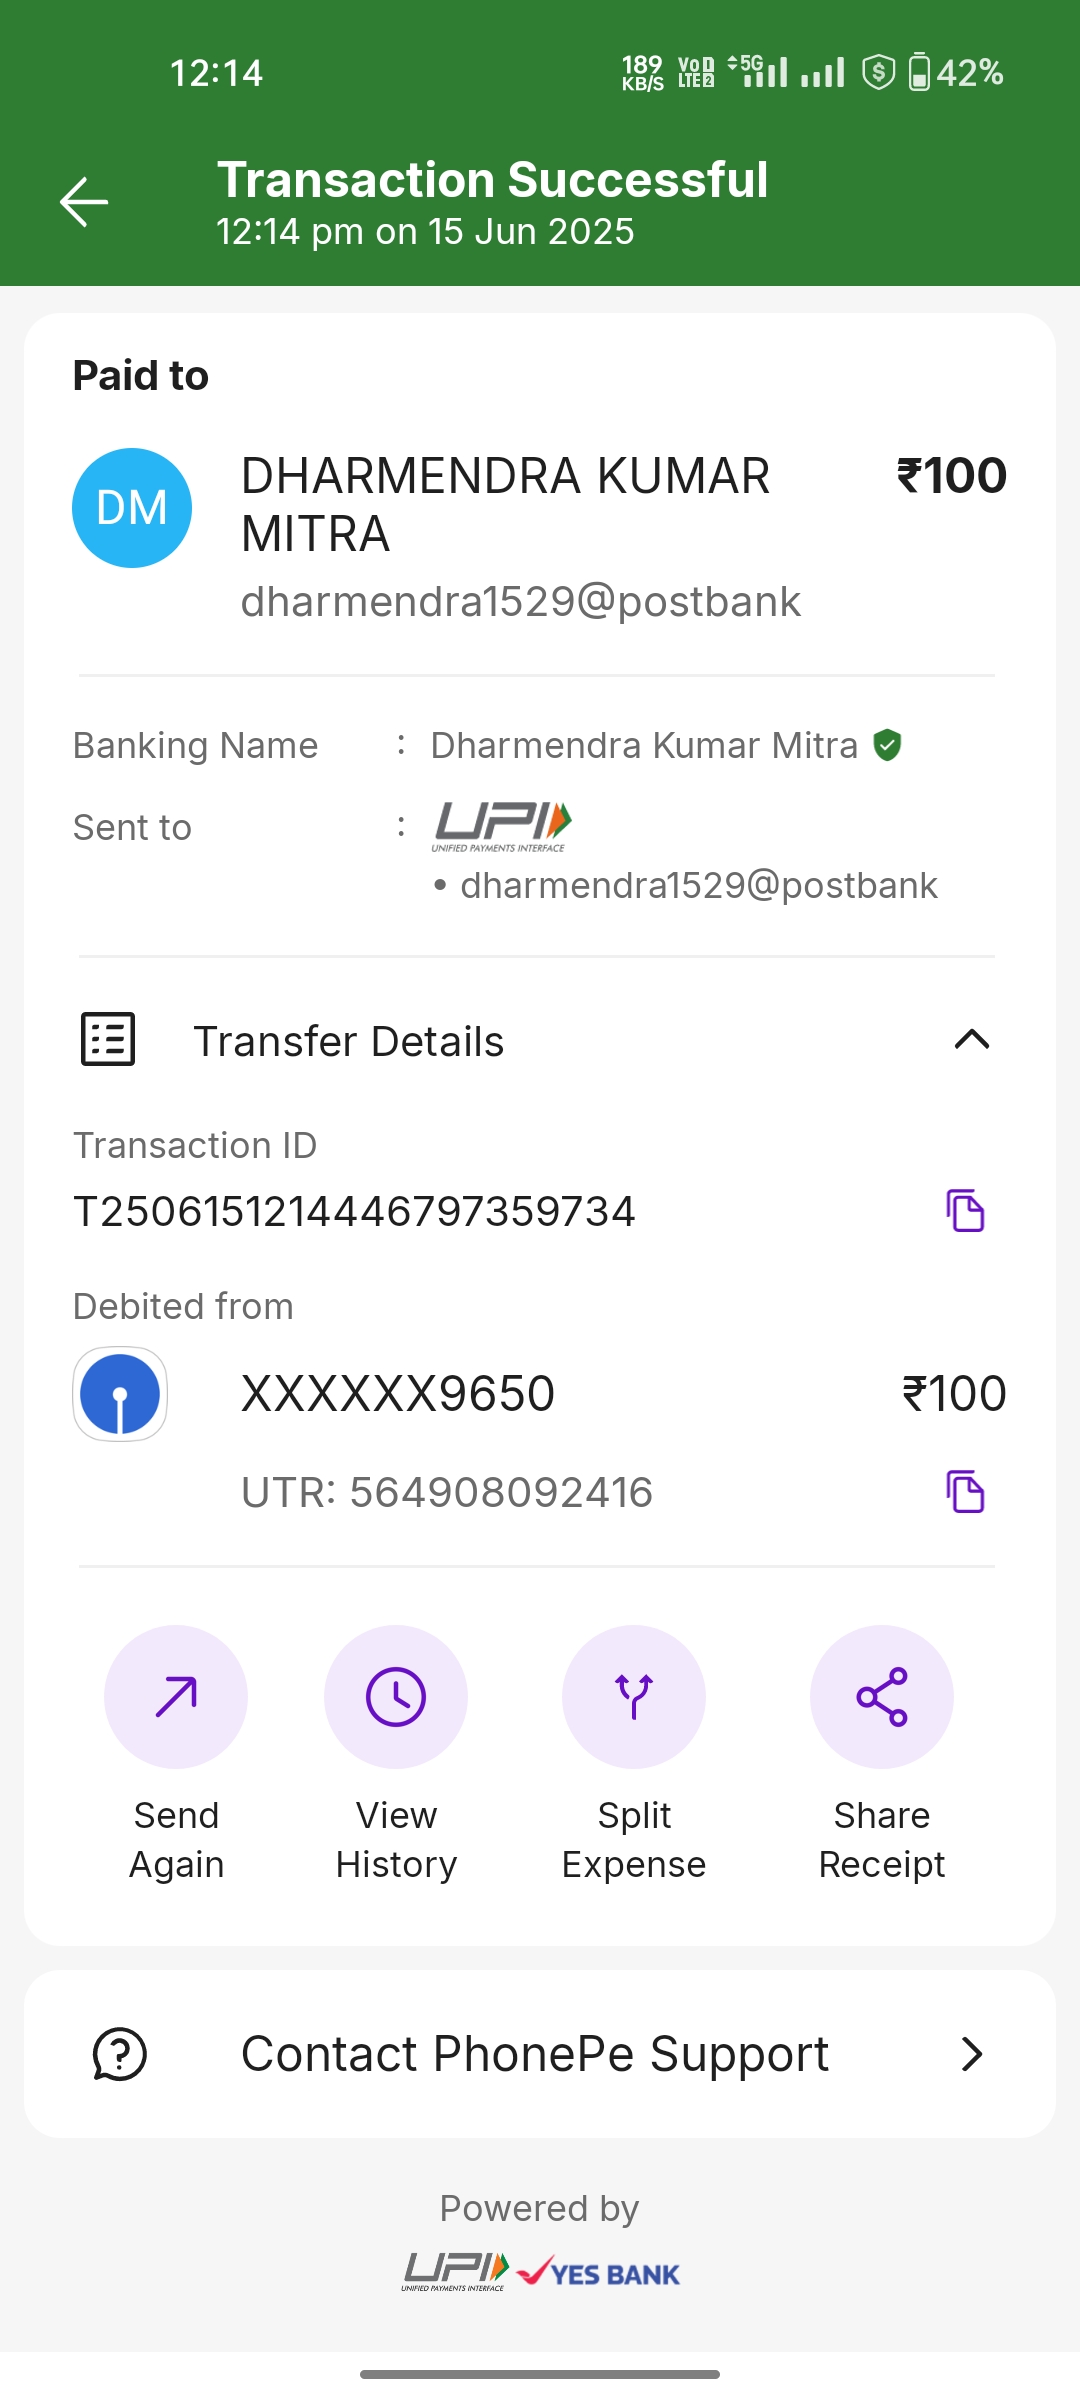 12:14
189 KB/S VoLTE 1 2 5G 42%
Transaction Successful
12:14 pm on 15 Jun 2025
Paid to
DM
DHARMENDRA KUMAR
MITRA
₹100
dharmendra1529@postbank
Banking Name : Dharmendra Kumar Mitra
Sent to : UPI
UNIFIED PAYMENTS INTERFACE
• dharmendra1529@postbank
Transfer Details
Transaction ID
T2506151214446797359734
Debited from
XXXXXX9650 ₹100
UTR: 564908092416
Send
Again
View
History
Split
Expense
Share
Receipt
Contact PhonePe Support
Powered by
UPI
UNIFIED PAYMENTS INTERFACE
YES BANK